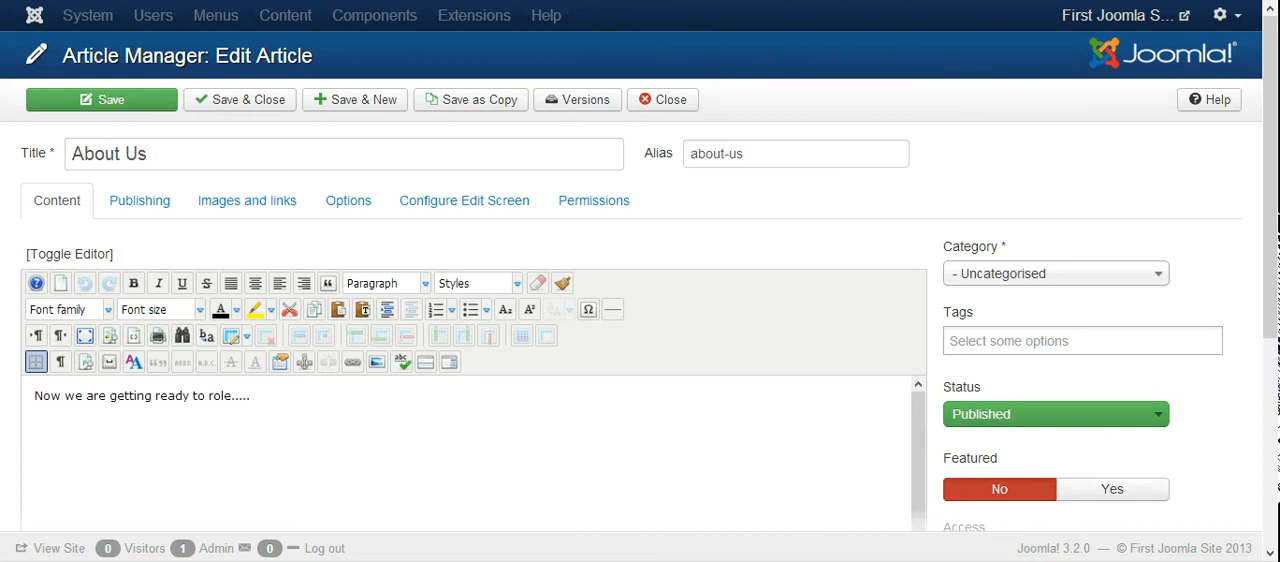 System Users Menus Content Components Extensions Help First Joomla S...
Article Manager: Edit Article Joomla!
Save Save & Close Save & New Save as Copy Versions Close Help
Title * About Us Alias about-us
Content Publishing Images and links Options Configure Edit Screen Permissions
[Toggle Editor]
Category *
- Uncategorised
Paragraph Styles
Font family Font size
Tags
Select some options
Status
Published
Now we are getting ready to role.....
Featured
No Yes
Access
View Site 0 Visitors 1 Admin 0 Log out Joomla! 3.2.0 — © First Joomla Site 2013